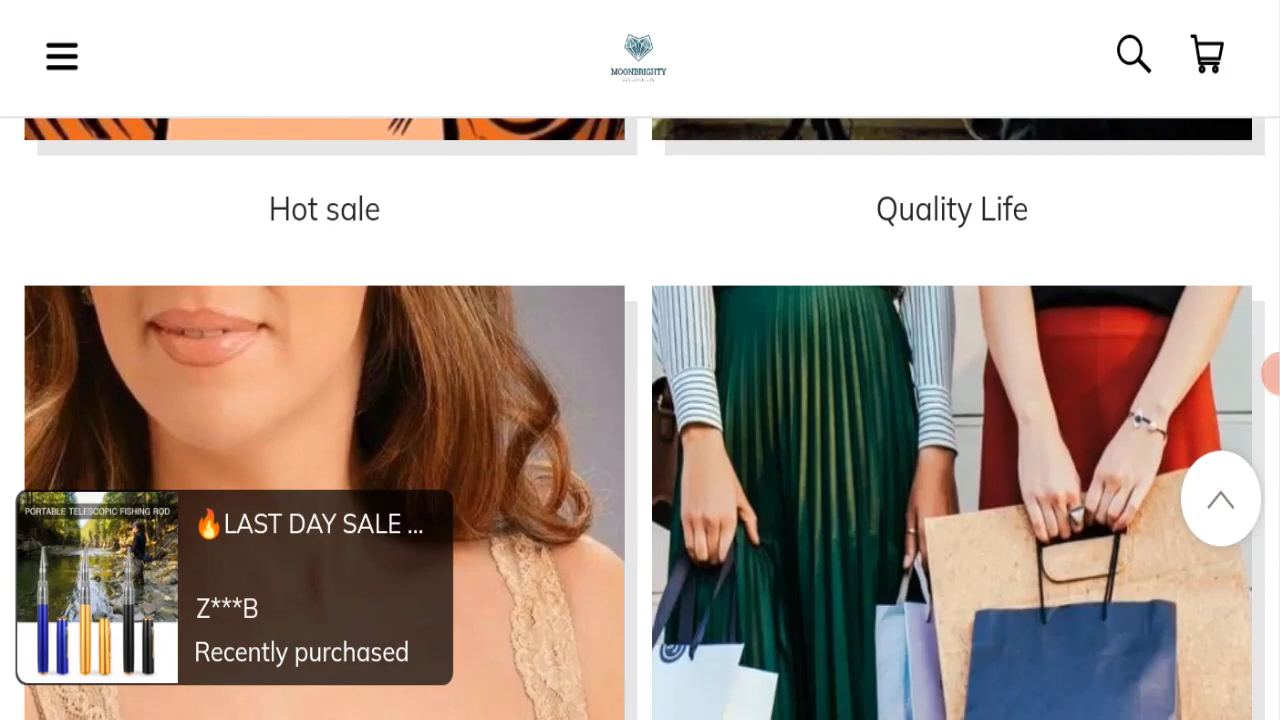 MOONBRIGHTY
Hot sale
Quality Life
PORTABLE TELESCOPIC FISHING ROD
🔥LAST DAY SALE ...
Z***B
Recently purchased